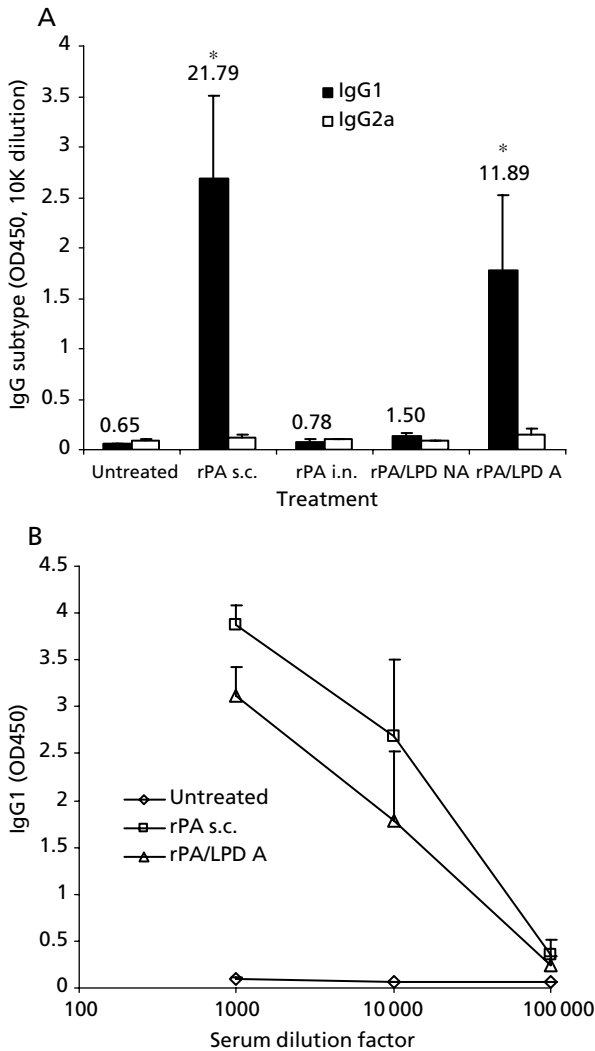 A
IgG subtype (OD450, 10K dilution)
4
3.5
3
2.5
2
1.5
1
0.5
0
*
21.79
*
11.89
0.65
0.78
1.50
IgG1
IgG2a
Untreated rPA s.c. rPA i.n. rPA/LPD NA rPA/LPD A
Treatment
B
IgG1 (OD450)
4.5
4
3.5
3
2.5
2
1.5
1
0.5
0
Untreated
rPA s.c.
rPA/LPD A
100 1000 10 000 100 000
Serum dilution factor